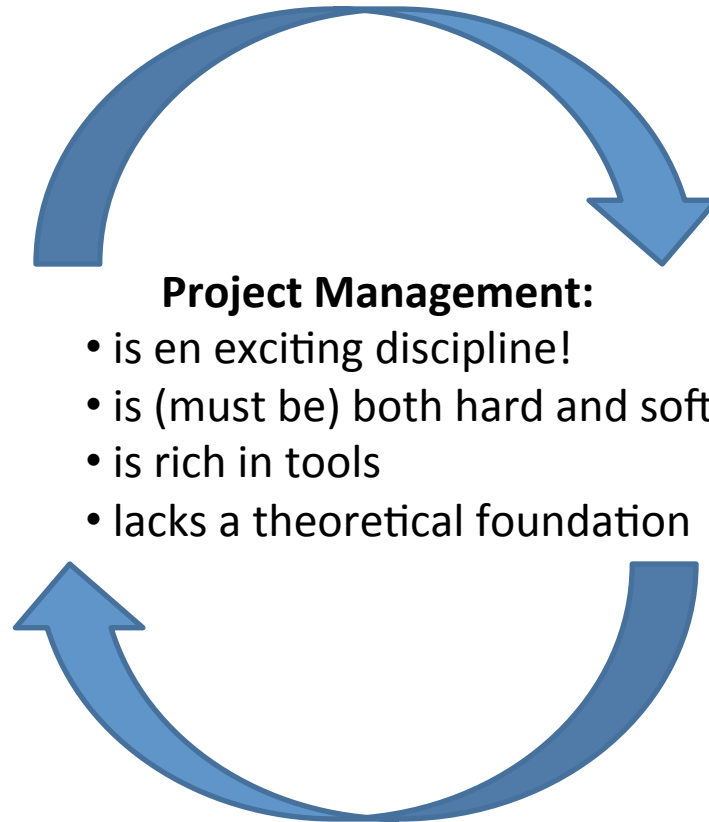 Project Management:
• is en exciting discipline!
• is (must be) both hard and soft
• is rich in tools
• lacks a theoretical foundation